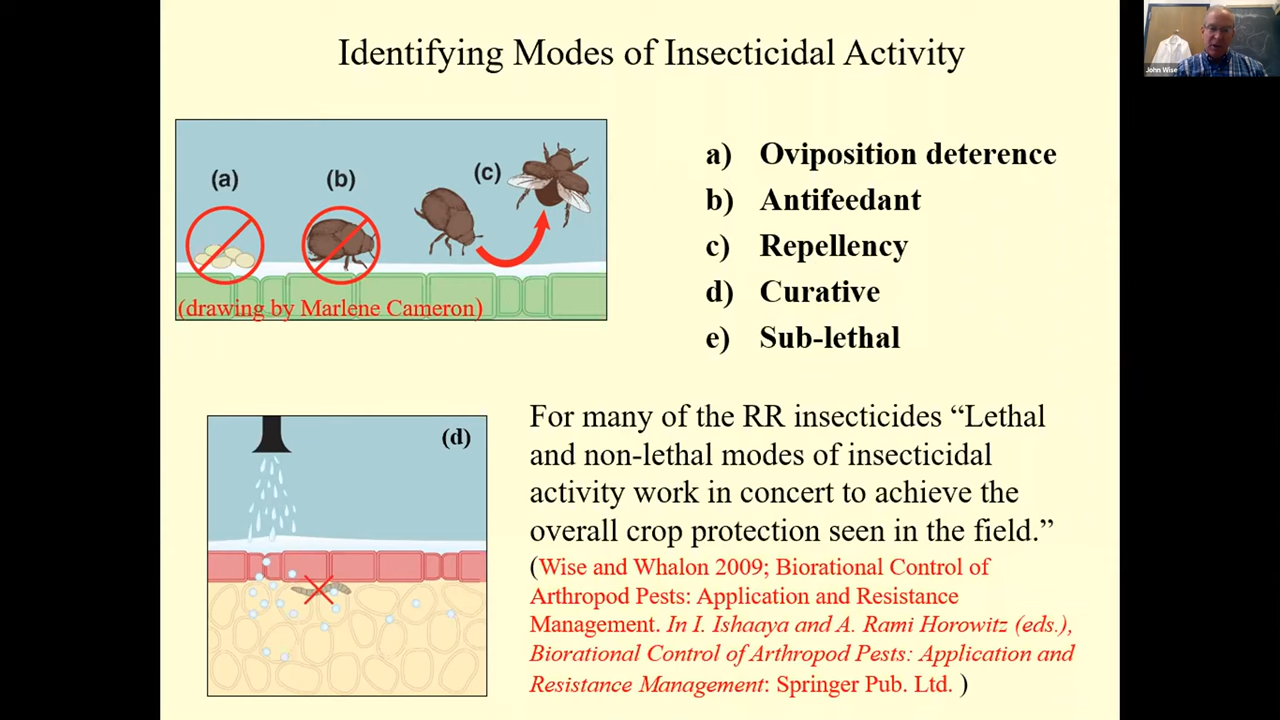 Identifying Modes of Insecticidal Activity
John Wise
(a)
(b)
(c)
(drawing by Marlene Cameron)
a) Oviposition deterence
b) Antifeedant
c) Repellency
d) Curative
e) Sub-lethal
(d)
For many of the RR insecticides “Lethal
and non-lethal modes of insecticidal
activity work in concert to achieve the
overall crop protection seen in the field.”
(Wise and Whalon 2009; Biorational Control of
Arthropod Pests: Application and Resistance
Management. In I. Ishaaya and A. Rami Horowitz (eds.),
Biorational Control of Arthropod Pests: Application and
Resistance Management: Springer Pub. Ltd. )